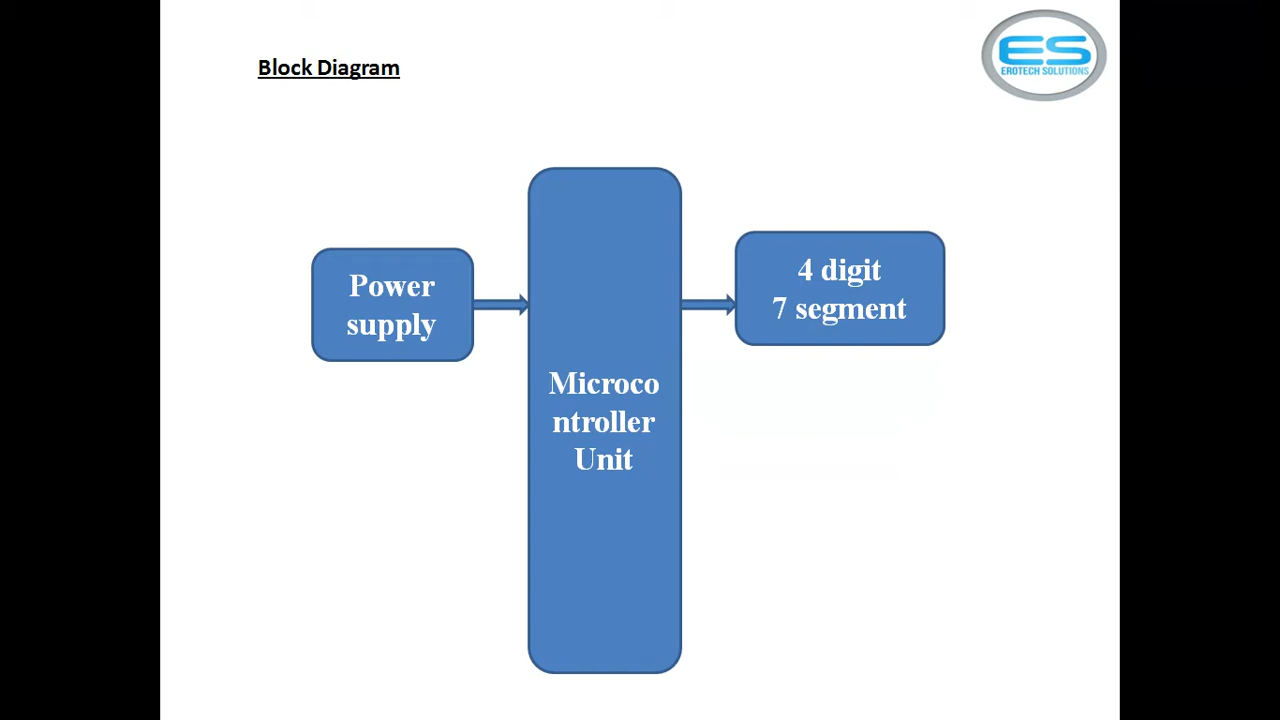 Block Diagram
ES
EROTECH SOLUTIONS
Power
supply
Microco
ntroller
Unit
4 digit
7 segment